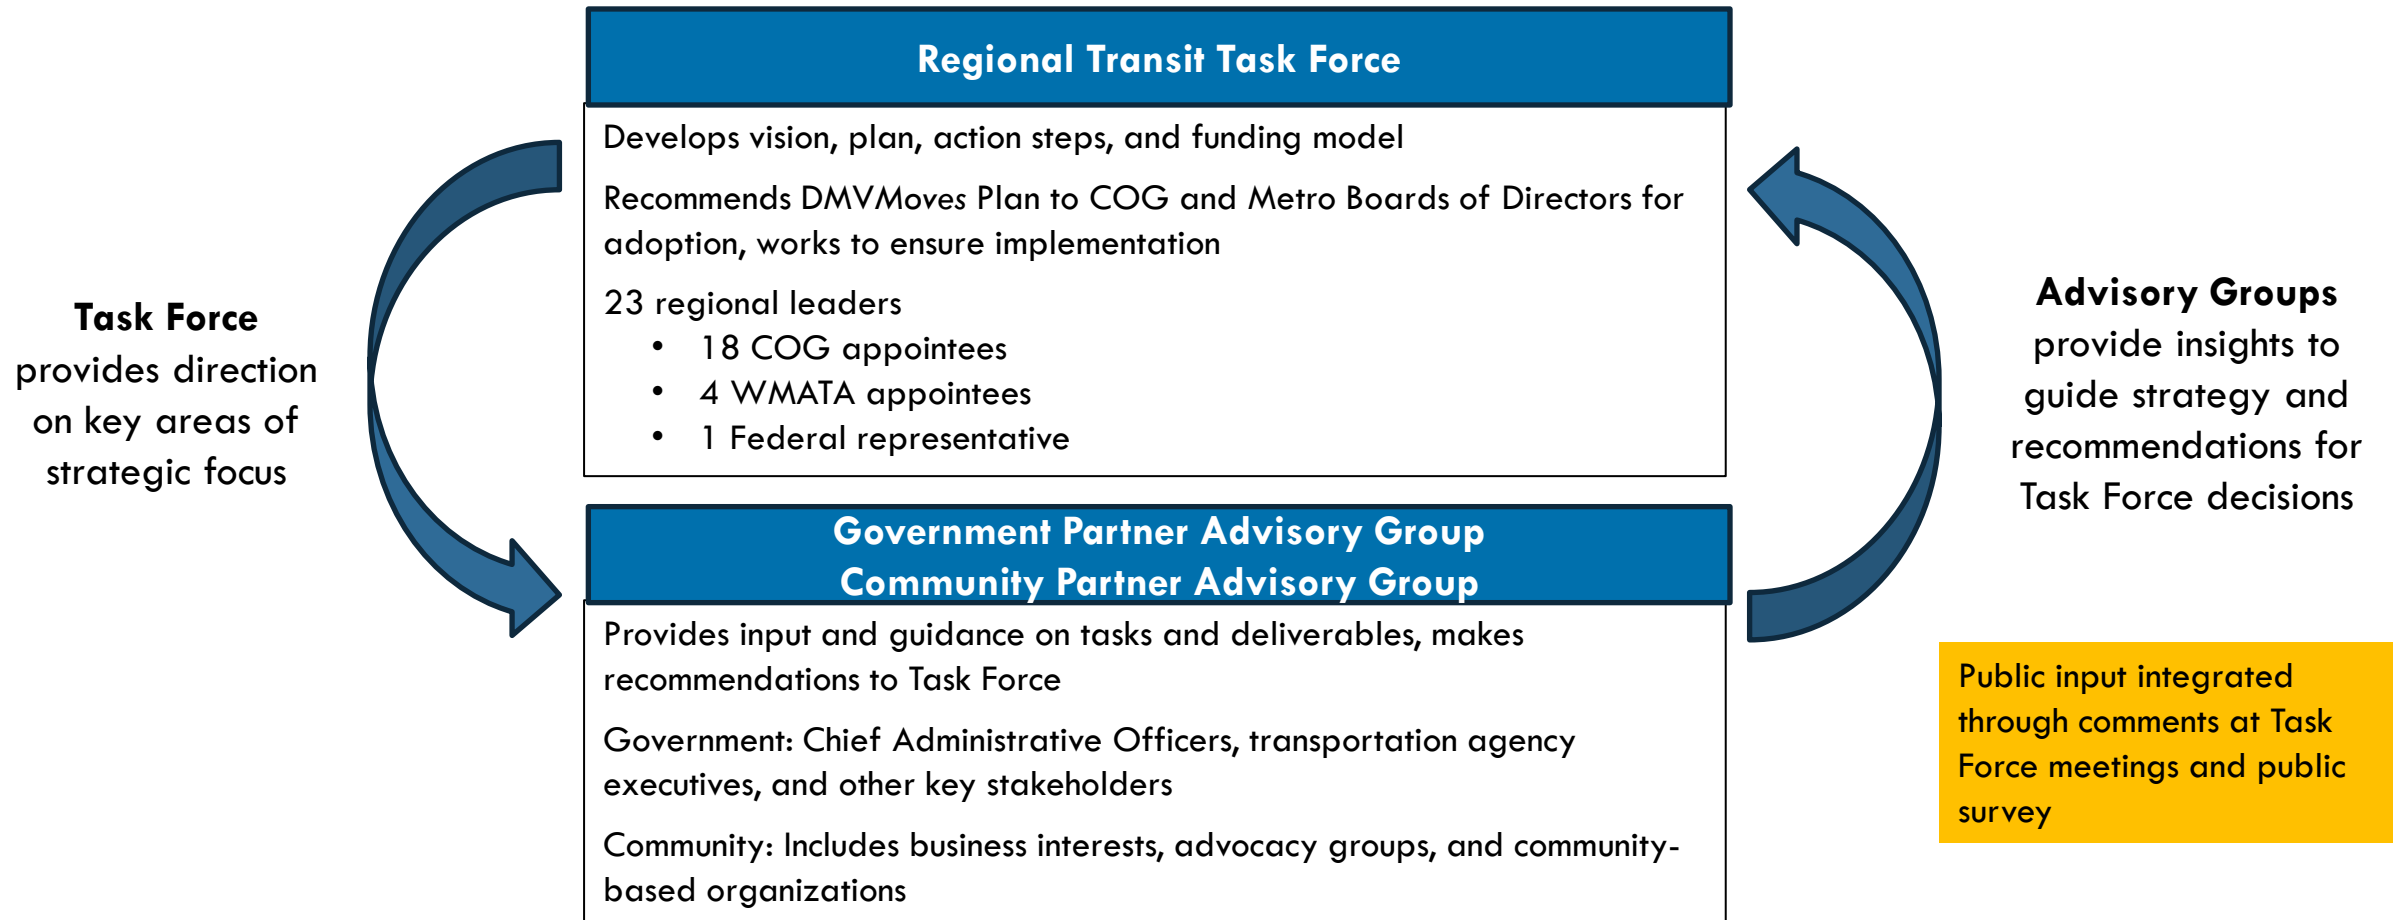 Regional Transit Task Force
Develops vision, plan, action steps, and funding model
Recommends DMVMoves Plan to COG and Metro Boards of Directors for
adoption, works to ensure implementation
23 regional leaders
• 18 COG appointees
• 4 WMATA appointees
• 1 Federal representative
Task Force
provides direction
on key areas of
strategic focus
Advisory Groups
provide insights to
guide strategy and
recommendations for
Task Force decisions
Government Partner Advisory Group
Community Partner Advisory Group
Provides input and guidance on tasks and deliverables, makes
recommendations to Task Force
Government: Chief Administrative Officers, transportation agency
executives, and other key stakeholders
Community: Includes business interests, advocacy groups, and community-
based organizations
Public input integrated
through comments at Task
Force meetings and public
survey